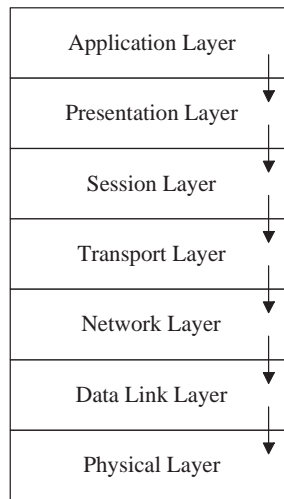 Application Layer
Presentation Layer
Session Layer
Transport Layer
Network Layer
Data Link Layer
Physical Layer